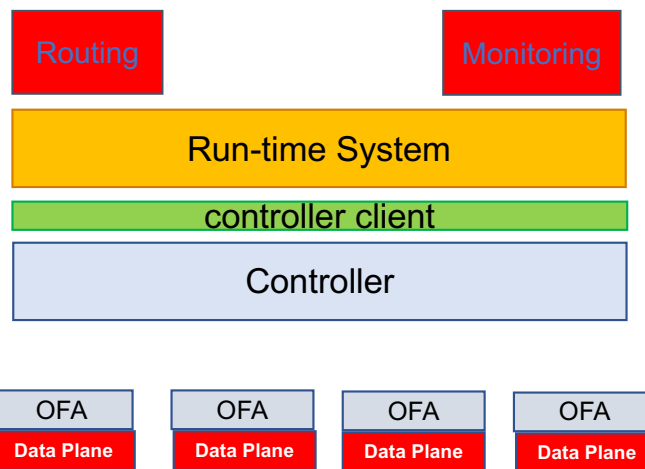 Routing
Monitoring
Run-time System
controller client
Controller
OFA
OFA
OFA
OFA
Data Plane
Data Plane
Data Plane
Data Plane